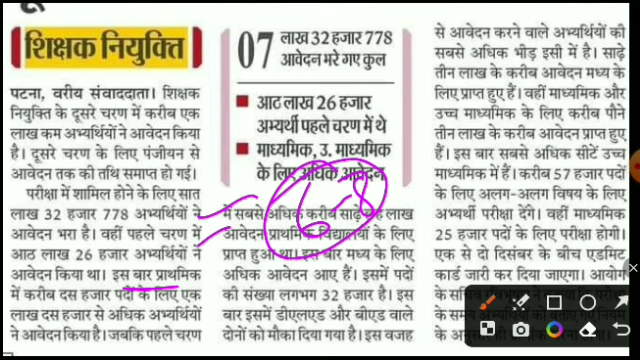 शिक्षक नियुक्ति
पटना, वरीय संवाददाता। शिक्षक
नियुक्ति के दूसरे चरण में करीब एक
लाख कम अभ्यर्थियों ने आवेदन किया
है। दूसरे चरण के लिए पंजीयन से
आवेदन तक की तिथि समाप्त हो गई।
परीक्षा में शामिल होने के लिए सात
लाख 32 हजार 778 अभ्यर्थियों ने
आवेदन भरा है। वहीं पहले चरण में
आठ लाख 26 हजार अभ्यर्थियों ने
आवेदन किया था। इस बार प्राथमिक
में करीब दस हजार पदों के लिए एक
लाख दस हजार से अधिक अभ्यर्थियों
ने आवेदन किया है। जबकि पहले चरण
07 लाख 32 हजार 778
आवेदन भरे गए कुल
आठ लाख 26 हजार
अभ्यर्थी पहले चरण में थे
माध्यमिक, उ. माध्यमिक
के लिए अधिक आवेदन
6-8
में सबसे अधिक करीब साढ़े लाख
आवेदन प्राथमिक विद्यालयों के लिए
प्राप्त हुआ था। इस बार मध्य के लिए
अधिक आवेदन आए हैं। इसमें पदों
की संख्या लगभग 32 हजार है। इस
बार इसमें डीएलएड और बीएड वाले
दोनों को मौका दिया गया है। इस वजह
से आवेदन करने वाले अभ्यर्थियों की
सबसे अधिक भीड़ इसी में है। साढ़े
तीन लाख के करीब आवेदन मध्य के
लिए प्राप्त हुए हैं। वहीं माध्यमिक और
उच्च माध्यमिक के लिए करीब पौने
तीन लाख के करीब आवेदन प्राप्त हुए
हैं। इस बार सबसे अधिक सीटें उच्च
माध्यमिक में हैं। करीब 57 हजार पदों
के लिए अलग-अलग विषय के लिए
अभ्यर्थी परीक्षा देंगे। वहीं माध्यमिक
25 हजार पदों के लिए परीक्षा होगी।
एक से दो दिसंबर के बीच एडमिट
कार्ड जारी कर दिया जाएगा। आयोग
के
के
के